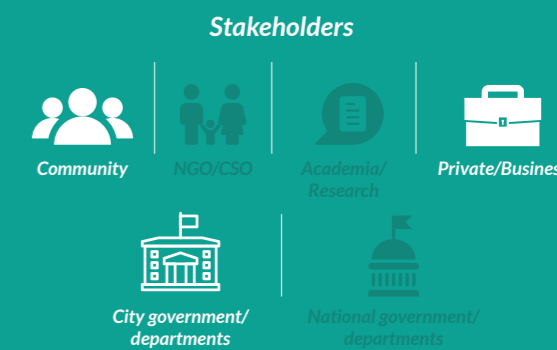 Stakeholders
Community
NGO/CSO
Academia/
Research
Private/Busines
City government/
departments
National government/
departments